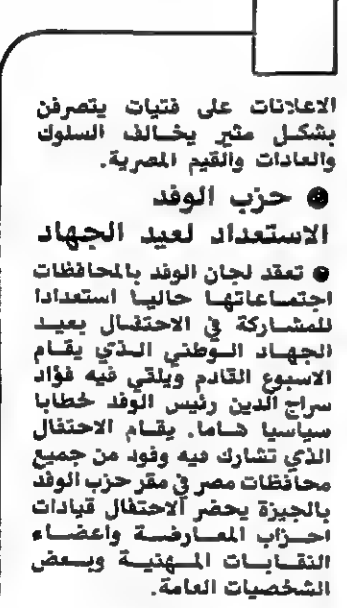 الاعلانات على فتيات يتصرفن
بشكل مثير يخالف السلوك
والعادات والقيم المصرية.
● حزب الوفد
الاستعداد لعيد الجهاد
● تعقد لجان الوفد بالمحافظات
اجتماعاتها حاليا استعدادا
للمشاركة في الاحتفال بعيد
الجهاد الوطني الذي يقام
الاسبوع القادم ويلقي فيه فؤاد
سراج الدين رئيس الوفد خطابا
سياسيا هاما. يقام الاحتفال
الذي تشارك فيه وفود من جميع
محافظات مصر في مقر حزب الوفد
بالجيزة يحضر الاحتفال قيادات
احزاب المعارضة واعضاء
النقابات المهنية وبعض
الشخصيات العامة.